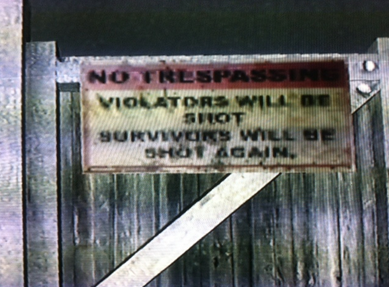 NO TRESPASSING
VIOLATORS WILL BE
SHOT
SURVIVORS WILL BE
SHOT AGAIN.